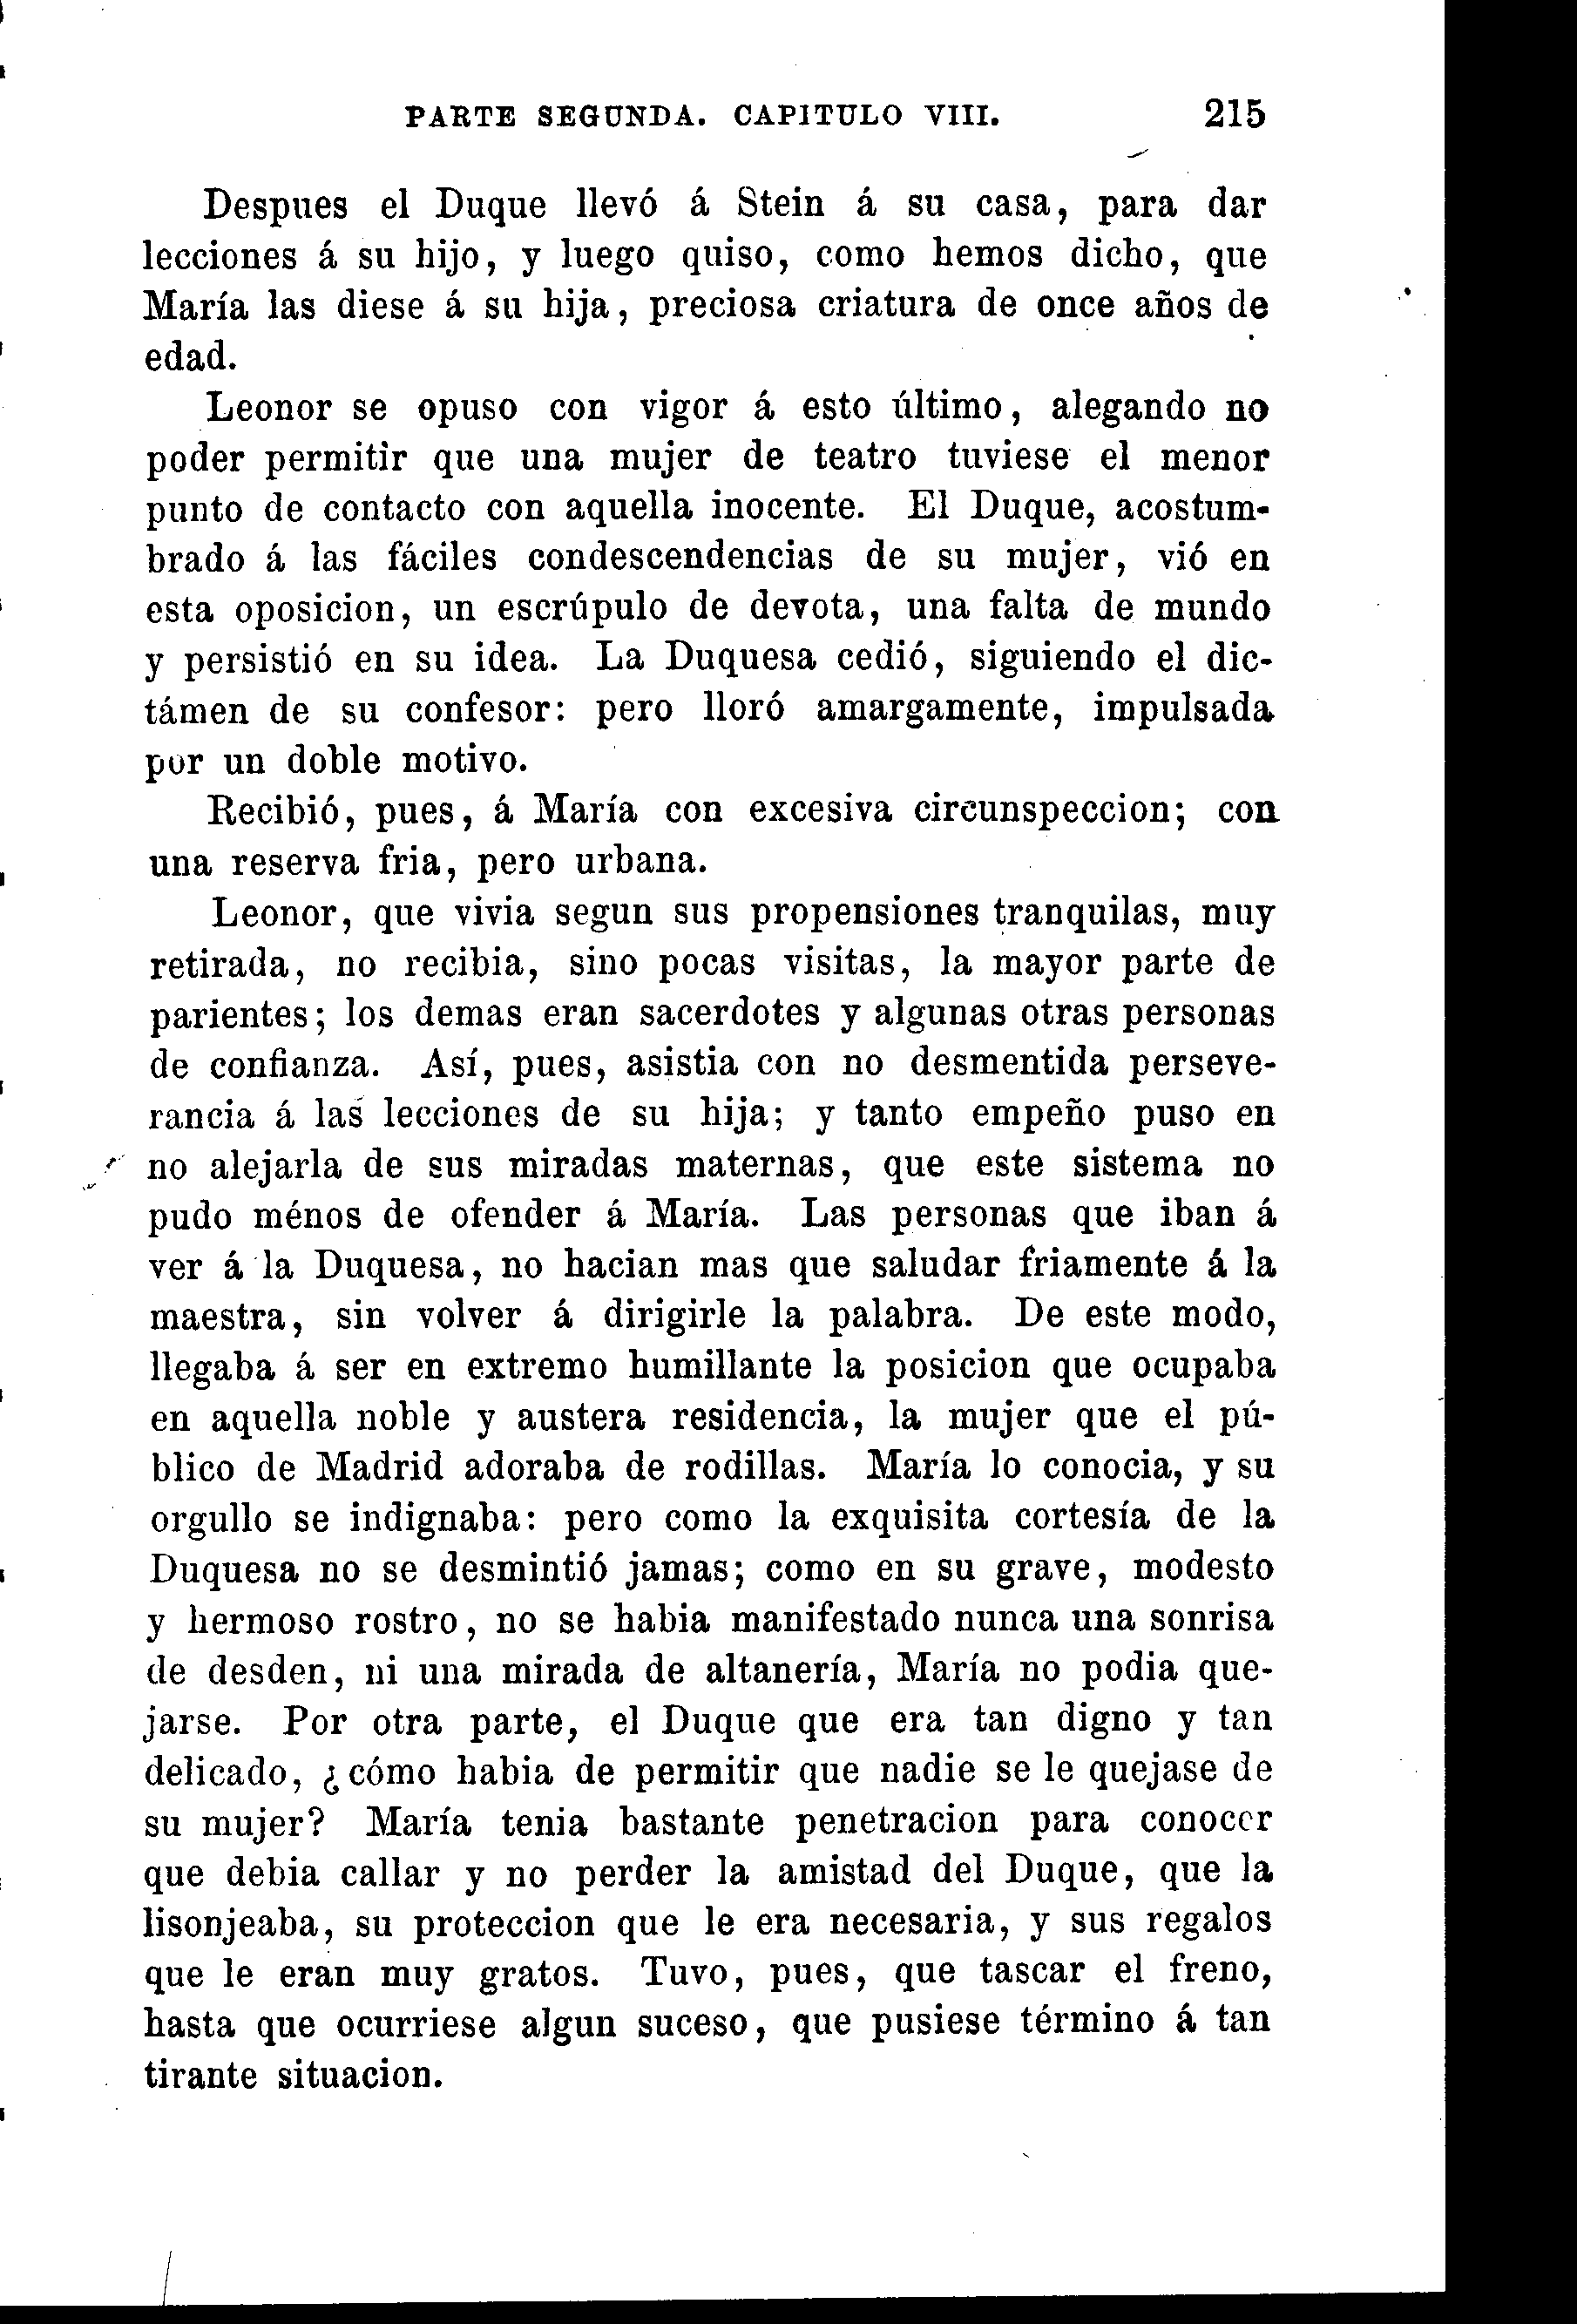 PARTE SEGUNDA. CAPITULO VIII. 215
Despues el Duque llevó á Stein á su casa, para dar
lecciones á su hijo, y luego quiso, como hemos dicho, que
María las diese á su hija, preciosa criatura de once años de
edad.
Leonor se opuso con vigor á esto último, alegando no
poder permitir que una mujer de teatro tuviese el menor
punto de contacto con aquella inocente. El Duque, acostum-
brado á las fáciles condescendencias de su mujer, vió en
esta oposicion, un escrúpulo de devota, una falta de mundo
y persistió en su idea. La Duquesa cedió, siguiendo el dic-
támen de su confesor: pero lloró amargamente, impulsada
por un doble motivo.
Recibió, pues, á María con excesiva circunspeccion; con
una reserva fria, pero urbana.
Leonor, que vivia segun sus propensiones tranquilas, muy
retirada, no recibia, sino pocas visitas, la mayor parte de
parientes; los demas eran sacerdotes y algunas otras personas
de confianza. Así, pues, asistia con no desmentida perseve-
rancia á las lecciones de su hija; y tanto empeño puso en
no alejarla de sus miradas maternas, que este sistema no
pudo ménos de ofender á María. Las personas que iban á
ver á la Duquesa, no hacian mas que saludar friamente á la
maestra, sin volver á dirigirle la palabra. De este modo,
llegaba á ser en extremo humillante la posicion que ocupaba
en aquella noble y austera residencia, la mujer que el pú-
blico de Madrid adoraba de rodillas. María lo conocia, y su
orgullo se indignaba: pero como la exquisita cortesía de la
Duquesa no se desmintió jamas; como en su grave, modesto
y hermoso rostro, no se habia manifestado nunca una sonrisa
de desden, ni una mirada de altanería, María no podia que-
jarse. Por otra parte, el Duque que era tan digno y tan
delicado, ¿cómo habia de permitir que nadie se le quejase de
su mujer? María tenia bastante penetracion para conocer
que debia callar y no perder la amistad del Duque, que la
lisonjeaba, su proteccion que le era necesaria, y sus regalos
que le eran muy gratos. Tuvo, pues, que tascar el freno,
hasta que ocurriese algun suceso, que pusiese término á tan
tirante situacion.